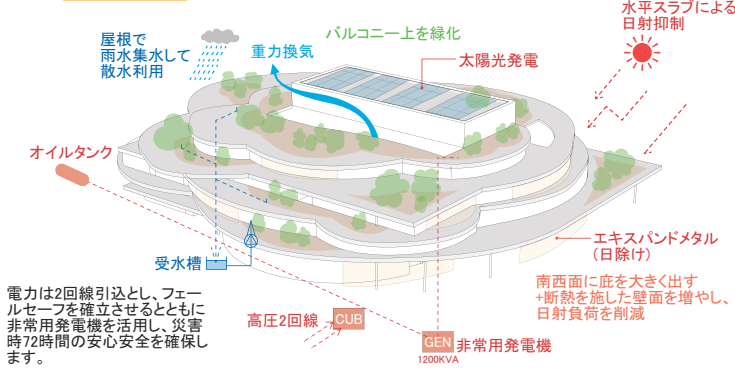 水平スラブによる
日射抑制
屋根で
雨水集水して
散水利用
重力換気
バルコニー上を緑化
太陽光発電
オイルタンク
受水槽
エキスパンドメタル
(日除け)
南西面に庇を大きく出す
+断熱を施した壁面を増やし、
日射負荷を削減
電力は2回線引込とし、フェー
ルセーフを確立させるとともに
非常用発電機を活用し、災害
時72時間の安心安全を確保し
ます。
高圧2回線
CUB
GEN
非常用発電機
1200KVA